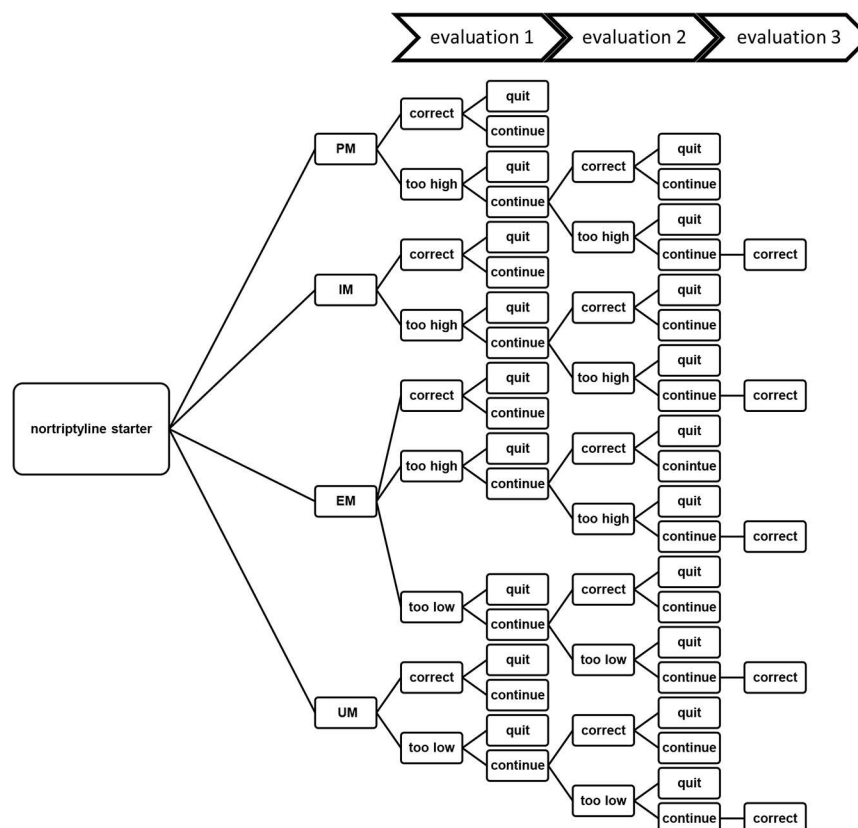 evaluation 1 evaluation 2 evaluation 3
quit
correct
continue
quit
PM
quit
correct
too high
continue
continue
quit
quit
too high
correct
continue correct
continue
IM
quit
quit
correct
too high
continue
continue
quit
quit
too high
correct
continue correct
continue
nortriptyline starter
quit
quit
correct
too high
conintue
continue
EM
quit
too high
continue correct
quit
quit
correct
too low
continue
continue
quit
quit
too low
correct
continue correct
continue
UM
quit
quit
correct
too low
continue
continue
quit
too low
continue correct